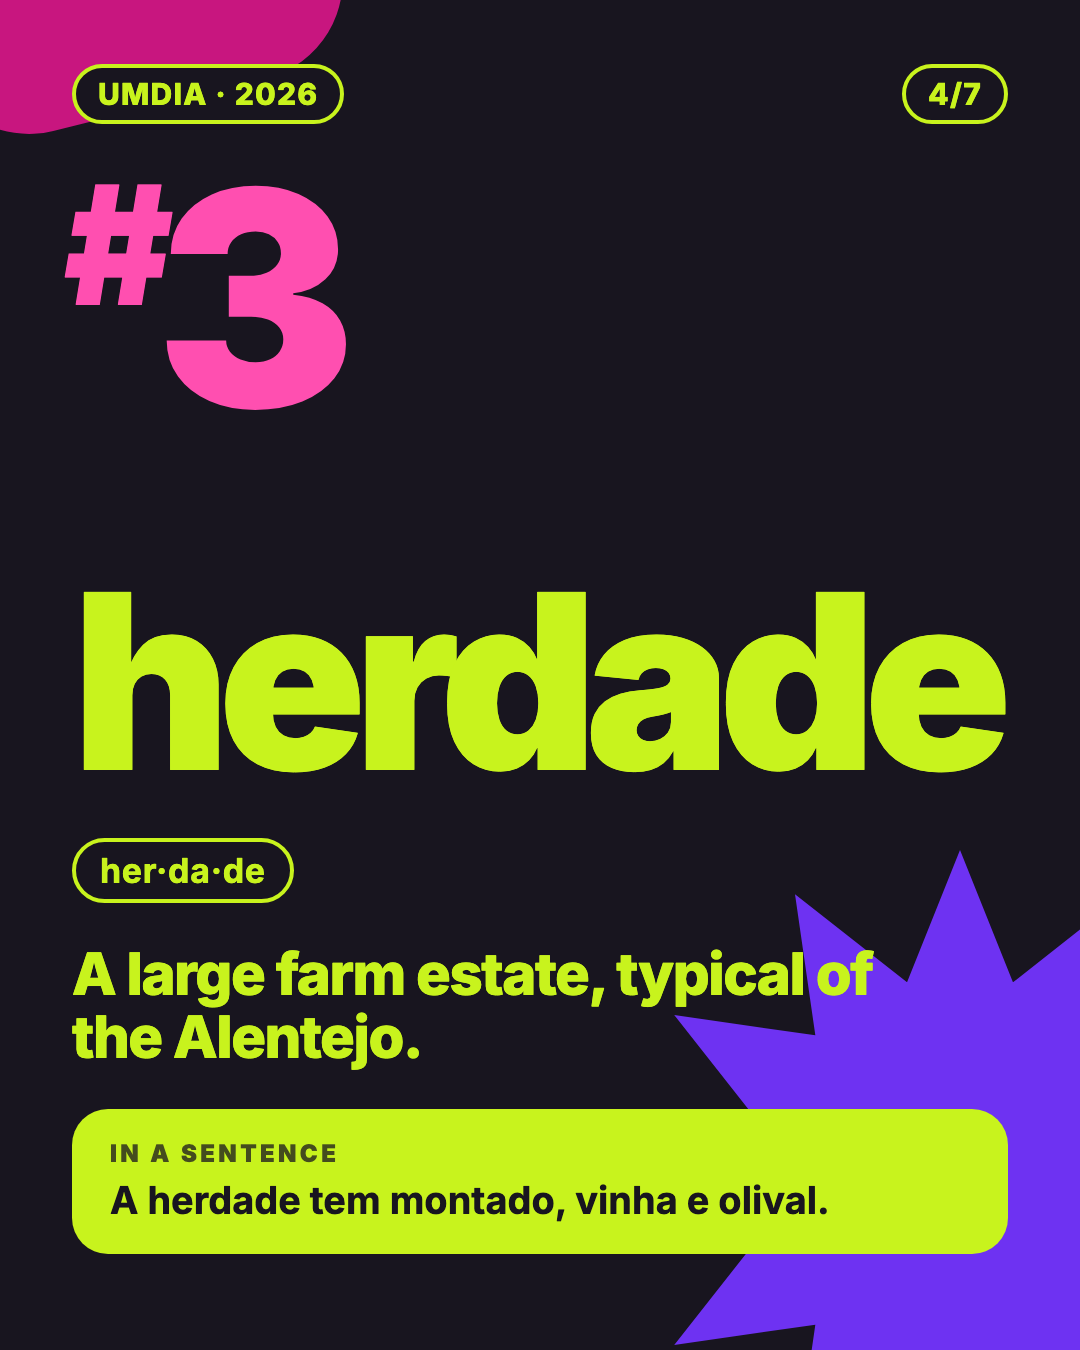 UMDIA · 2026
4/7
#3
herdade
her·da·de
A large farm estate, typical of
the Alentejo.
IN A SENTENCE
A herdade tem montado, vinha e olival.